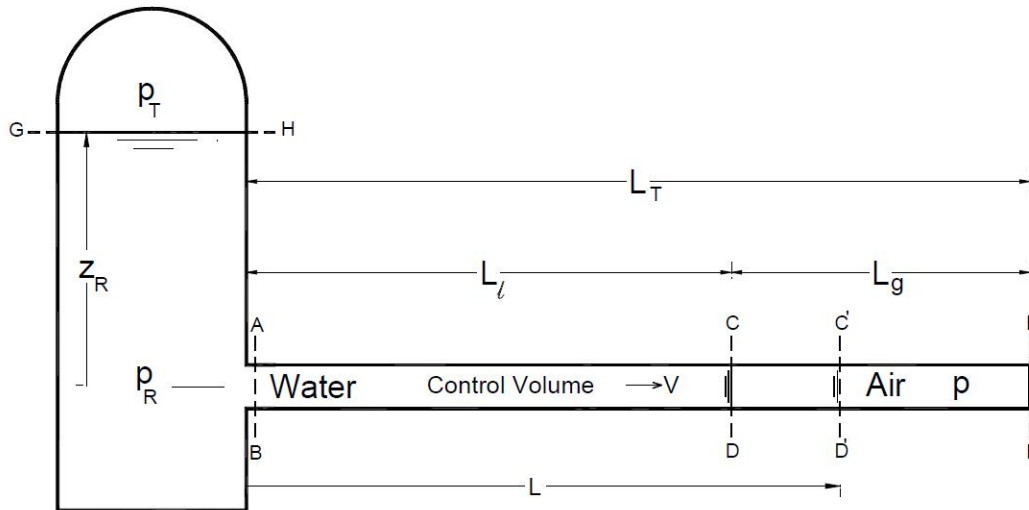 p_T
G H
L_T
z_R L_ℓ L_g
A C C'
p_R Water Control Volume →V Air p
B D D'
L